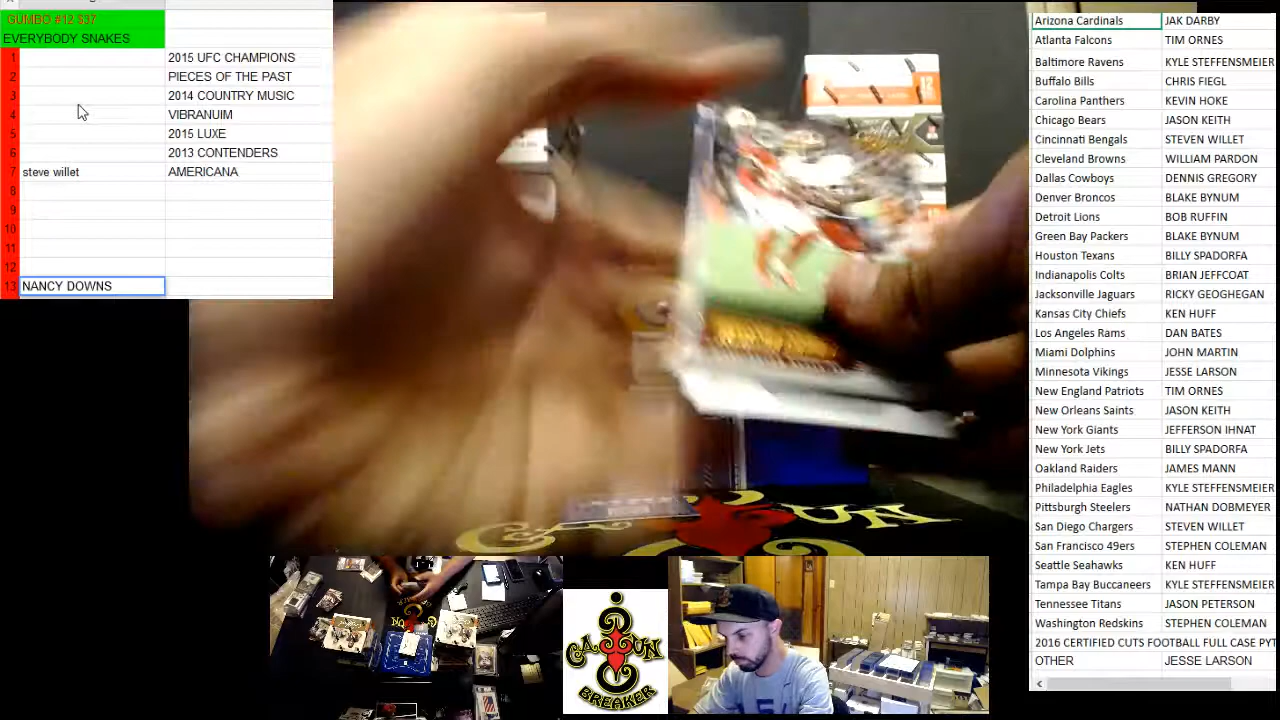 GUMBO #12 $37
EVERYBODY SNAKES
1 2015 UFC CHAMPIONS
2 PIECES OF THE PAST
3 2014 COUNTRY MUSIC
4 VIBRANUIM
5 2015 LUXE
6 2013 CONTENDERS
7 steve willet AMERICANA
8
9
10
11
12
13 NANCY DOWNS
Arizona Cardinals JAK DARBY
Atlanta Falcons TIM ORNES
Baltimore Ravens KYLE STEFFENSMEIER
Buffalo Bills CHRIS FIEGL
Carolina Panthers KEVIN HOKE
Chicago Bears JASON KEITH
Cincinnati Bengals STEVEN WILLET
Cleveland Browns WILLIAM PARDON
Dallas Cowboys DENNIS GREGORY
Denver Broncos BLAKE BYNUM
Detroit Lions BOB RUFFIN
Green Bay Packers BLAKE BYNUM
Houston Texans BILLY SPADORFA
Indianapolis Colts BRIAN JEFFCOAT
Jacksonville Jaguars RICKY GEOGHEGAN
Kansas City Chiefs KEN HUFF
Los Angeles Rams DAN BATES
Miami Dolphins JOHN MARTIN
Minnesota Vikings JESSE LARSON
New England Patriots TIM ORNES
New Orleans Saints JASON KEITH
New York Giants JEFFERSON IHNAT
New York Jets BILLY SPADORFA
Oakland Raiders JAMES MANN
Philadelphia Eagles KYLE STEFFENSMEIER
Pittsburgh Steelers NATHAN DOBMEYER
San Diego Chargers STEVEN WILLET
San Francisco 49ers STEPHEN COLEMAN
Seattle Seahawks KEN HUFF
Tampa Bay Buccaneers KYLE STEFFENSMEIER
Tennessee Titans JASON PETERSON
Washington Redskins STEPHEN COLEMAN
2016 CERTIFIED CUTS FOOTBALL FULL CASE PYT
OTHER JESSE LARSON
CAJUN
BREAKER